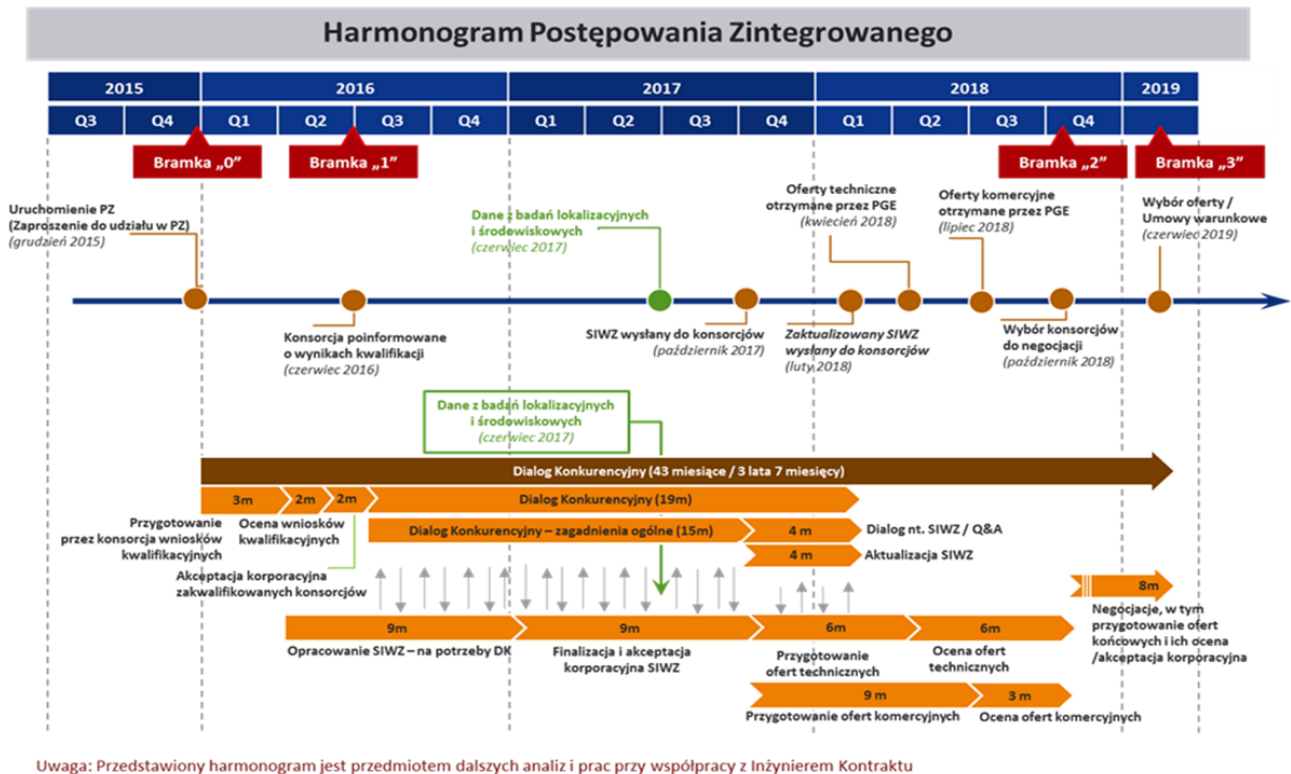 Harmonogram Postępowania Zintegrowanego
2015 2016 2017 2018 2019
Q3 Q4 Q1 Q2 Q3 Q4 Q1 Q2 Q3 Q4 Q1 Q2 Q3 Q4
Bramka „0”
Bramka „1”
Bramka „2”
Bramka „3”
Uruchomienie PZ
(Zaproszenie do udziału w PZ)
(grudzień 2015)
Dane z badań lokalizacyjnych
i środowiskowych
(czerwiec 2017)
Oferty techniczne
otrzymane przez PGE
(kwiecień 2018)
Oferty komercyjne
otrzymane przez PGE
(lipiec 2018)
Wybór oferty /
Umowy warunkowe
(czerwiec 2019)
Konsorcja poinformowane
o wynikach kwalifikacji
(czerwiec 2016)
SIWZ wysłany do konsorcjów
(październik 2017)
Zaktualizowany SIWZ
wysłany do konsorcjów
(luty 2018)
Wybór konsorcjów
do negocjacji
(październik 2018)
Dane z badań lokalizacyjnych
i środowiskowych
(czerwiec 2017)
Dialog Konkurencyjny (43 miesiące / 3 lata 7 miesięcy)
3m 2m 2m Dialog Konkurencyjny (19m)
Przygotowanie
przez konsorcja wniosków
kwalifikacyjnych
Ocena wniosków
kwalifikacyjnych
Dialog Konkurencyjny – zagadnienia ogólne (15m) 4 m Dialog nt. SIWZ / Q&A
4 m Aktualizacja SIWZ
Akceptacja korporacyjna
zakwalifikowanych konsorcjów
8m
Negocjacje, w tym
przygotowanie ofert
końcowych i ich ocena
/akceptacja korporacyjna
9m 9m 6m 6m
Opracowanie SIWZ – na potrzeby DK
Finalizacja i akceptacja
korporacyjna SIWZ
Przygotowanie
ofert technicznych
Ocena ofert
technicznych
9 m 3 m
Przygotowanie ofert komercyjnych
Ocena ofert komercyjnych
Uwaga: Przedstawiony harmonogram jest przedmiotem dalszych analiz i prac przy współpracy z Inżynierem Kontraktu